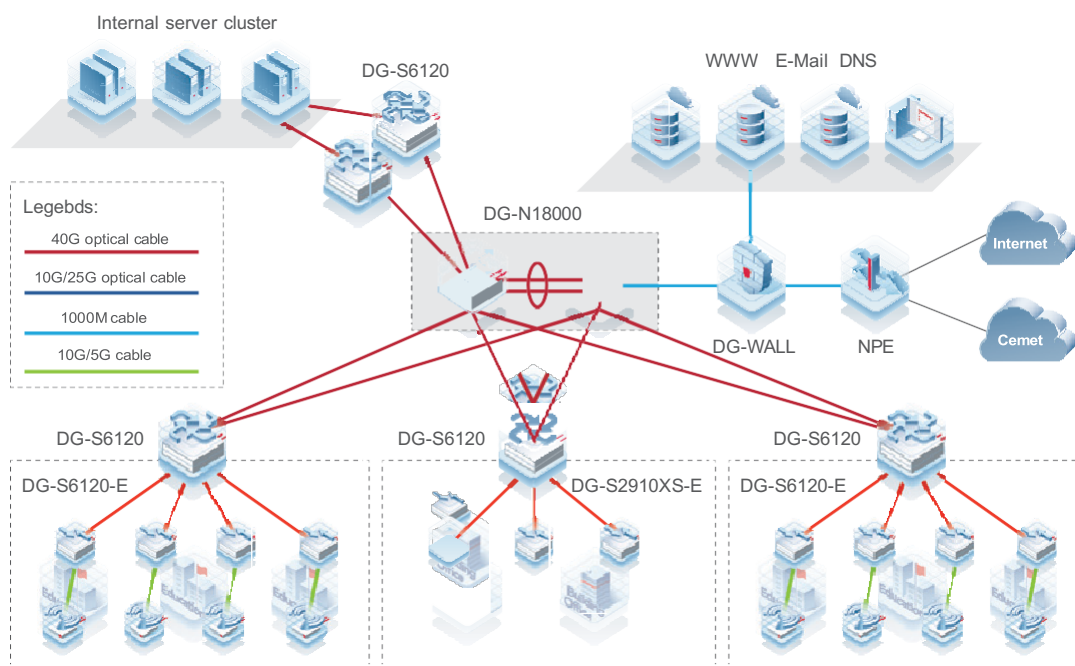 Internal server cluster
DG-S6120
WWW E-Mail DNS
Legebds:
40G optical cable
10G/25G optical cable
1000M cable
10G/5G cable
DG-N18000
Internet
Cemet
DG-WALL
NPE
DG-S6120
DG-S6120
DG-S6120
DG-S6120-E
DG-S2910XS-E
DG-S6120-E